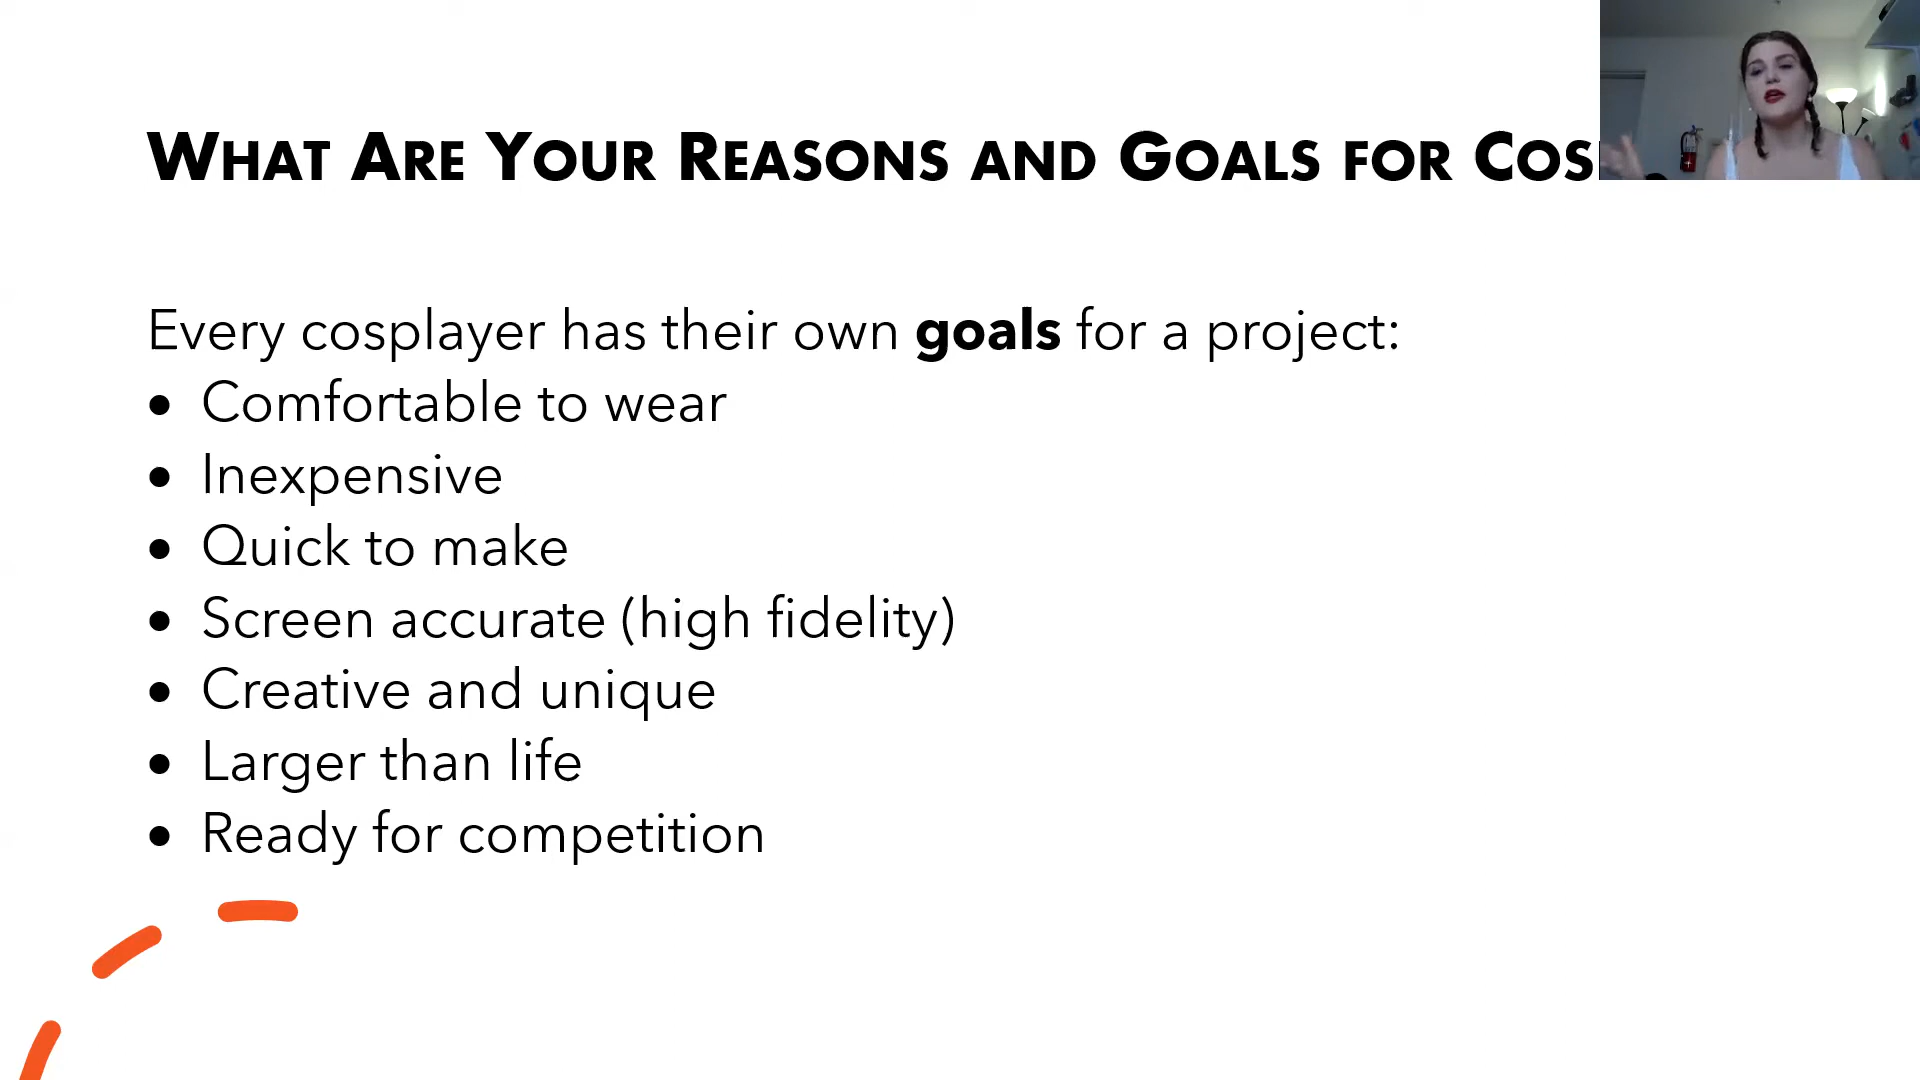 What Are Your Reasons and Goals for Cos
Every cosplayer has their own goals for a project:
• Comfortable to wear
• Inexpensive
• Quick to make
• Screen accurate (high fidelity)
• Creative and unique
• Larger than life
• Ready for competition